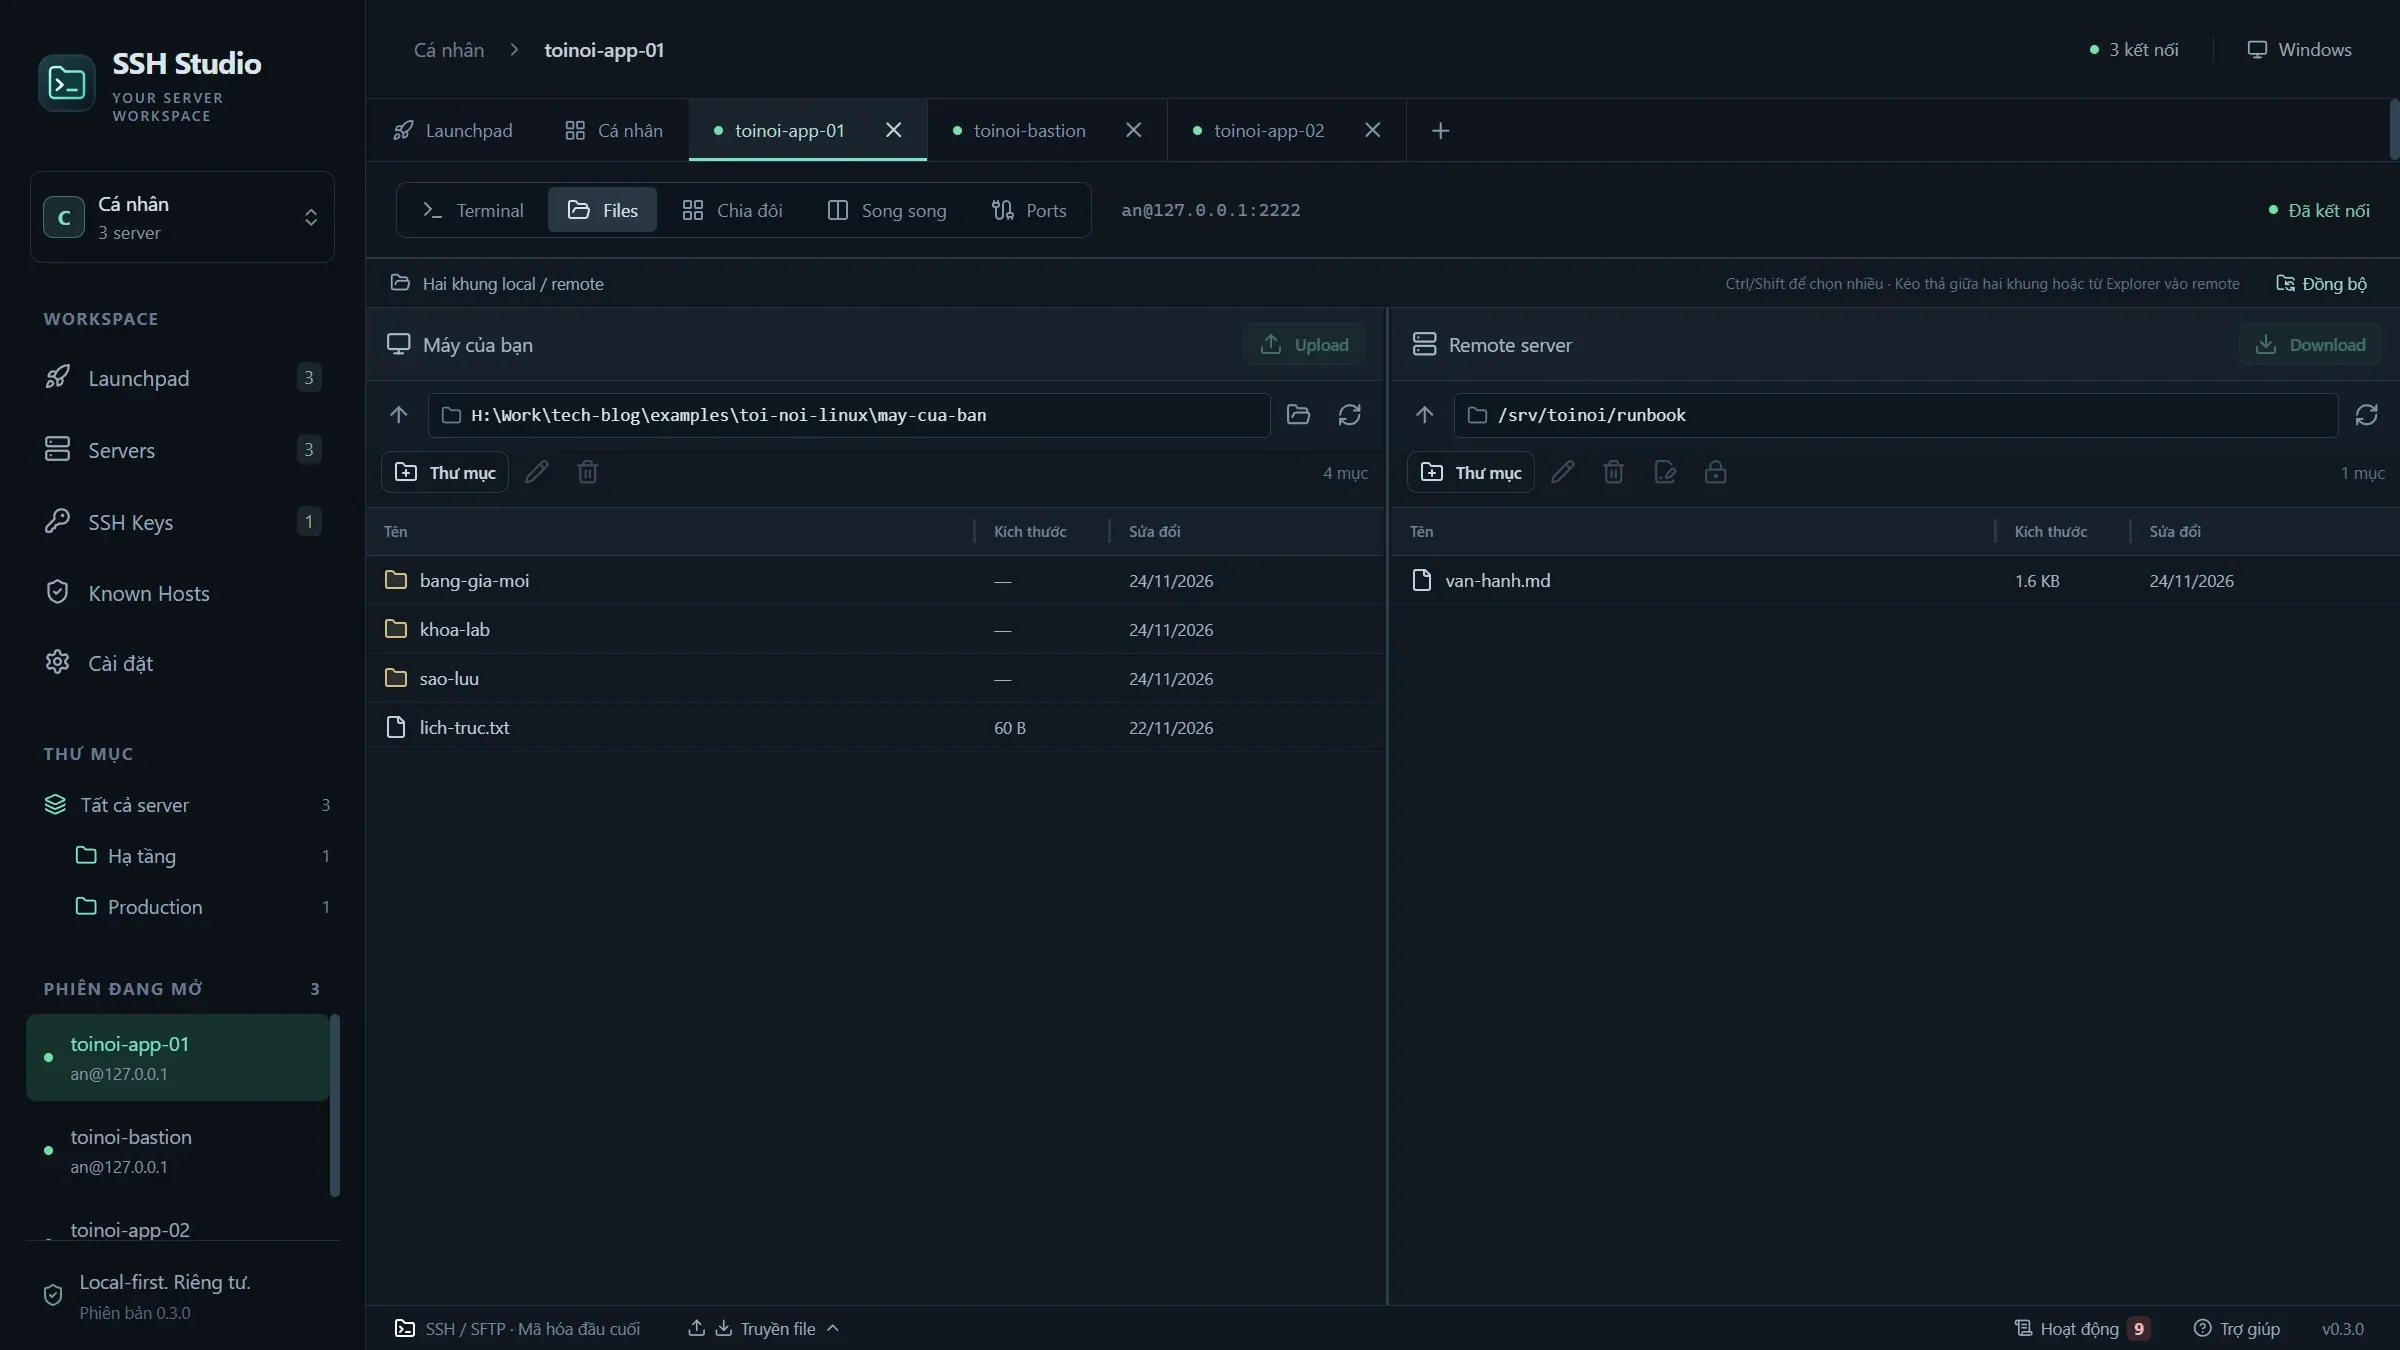 SSH Studio
YOUR SERVER
WORKSPACE
C
Cá nhân
3 server
WORKSPACE
Launchpad 3
Servers 3
SSH Keys 1
Known Hosts
Cài đặt
THƯ MỤC
Tất cả server 3
Hạ tầng 1
Production 1
PHIÊN ĐANG MỞ 3
toinoi-app-01
an@127.0.0.1
toinoi-bastion
an@127.0.0.1
toinoi-app-02
Local-first. Riêng tư.
Phiên bản 0.3.0
Cá nhân > toinoi-app-01
3 kết nối
Windows
Launchpad
Cá nhân
toinoi-app-01
toinoi-bastion
toinoi-app-02
Terminal
Files
Chia đôi
Song song
Ports
an@127.0.0.1:2222
Đã kết nối
Hai khung local / remote
Ctrl/Shift để chọn nhiều · Kéo thả giữa hai khung hoặc từ Explorer vào remote
Đồng bộ
Máy của bạn
Upload
H:\Work\tech-blog\examples\toi-noi-linux\may-cua-ban
Thư mục
4 mục
Tên Kích thước Sửa đổi
bang-gia-moi — 24/11/2026
khoa-lab — 24/11/2026
sao-luu — 24/11/2026
lich-truc.txt 60 B 22/11/2026
Remote server
Download
/srv/toinoi/runbook
Thư mục
1 mục
Tên Kích thước Sửa đổi
van-hanh.md 1.6 KB 24/11/2026
SSH / SFTP · Mã hóa đầu cuối
Truyền file
Hoạt động 9
Trợ giúp
v0.3.0